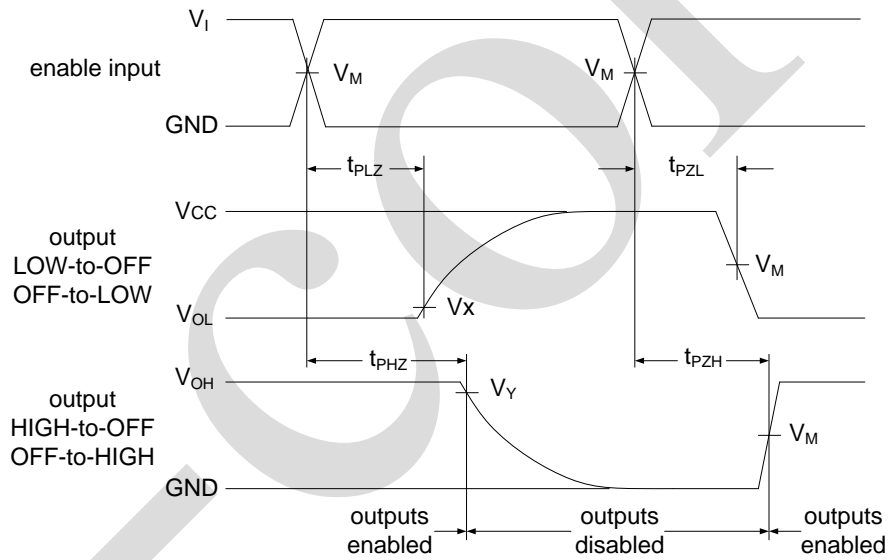 V_I
enable input
V_M
V_M
GND
t_PLZ
t_PZL
V_CC
output
LOW-to-OFF
OFF-to-LOW
V_M
Vx
V_OL
t_PHZ
t_PZH
V_OH
V_Y
output
HIGH-to-OFF
OFF-to-HIGH
V_M
GND
outputs
enabled
outputs
disabled
outputs
enabled